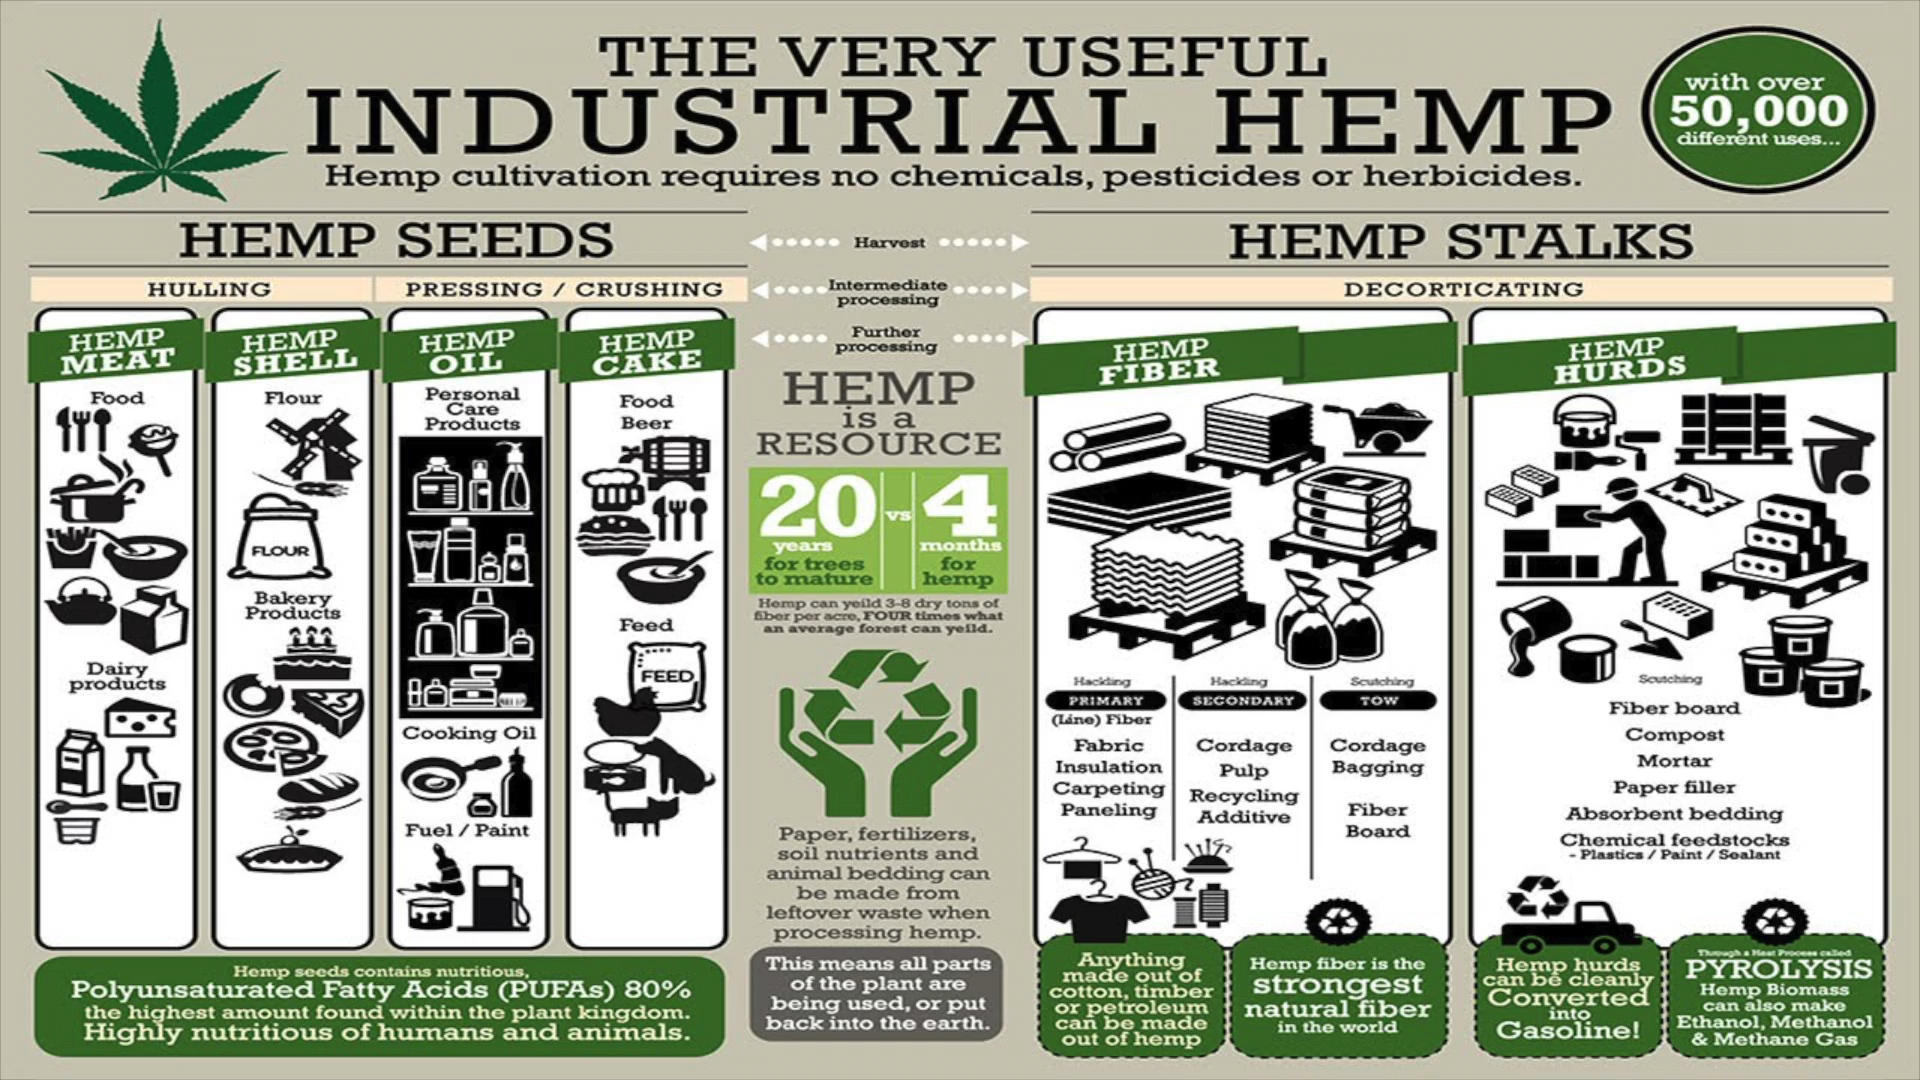 THE VERY USEFUL
INDUSTRIAL HEMP
Hemp cultivation requires no chemicals, pesticides or herbicides.
with over
50,000
different uses...
HEMP SEEDS
HULLING
PRESSING / CRUSHING
Harvest
Intermediate
processing
Further
processing
HEMP STALKS
DECORTICATING
HEMP
MEAT
Food
Dairy
products
HEMP
SHELL
Flour
FLOUR
Bakery
Products
HEMP
OIL
Personal
Care
Products
Cooking Oil
Fuel / Paint
HEMP
CAKE
Food
Beer
Feed
FEED
Hemp seeds contains nutritious,
Polyunsaturated Fatty Acids (PUFAs) 80%
the highest amount found within the plant kingdom.
Highly nutritious of humans and animals.
HEMP
is a
RESOURCE
20
years
for trees
to mature
vs
4
months
for
hemp
Hemp can yeild 3-8 dry tons of
fiber per acre, FOUR times what
an average forest can yeild.
Paper, fertilizers,
soil nutrients and
animal bedding can
be made from
leftover waste when
processing hemp.
This means all parts
of the plant are
being used, or put
back into the earth.
HEMP
FIBER
Hackling
PRIMARY
(Line) Fiber
Fabric
Insulation
Carpeting
Paneling
Hackling
SECONDARY
Cordage
Pulp
Recycling
Additive
Scutching
TOW
Cordage
Bagging
Fiber
Board
Anything
made out of
cotton, timber
or petroleum
can be made
out of hemp
Hemp fiber is the
strongest
natural fiber
in the world
HEMP
HURDS
Scutching
Fiber board
Compost
Mortar
Paper filler
Absorbent bedding
Chemical feedstocks
- Plastics / Paint / Sealant
Hemp hurds
can be cleanly
Converted
into
Gasoline!
Through a Heat Process called
PYROLYSIS
Hemp Biomass
can also make
Ethanol, Methanol
& Methane Gas